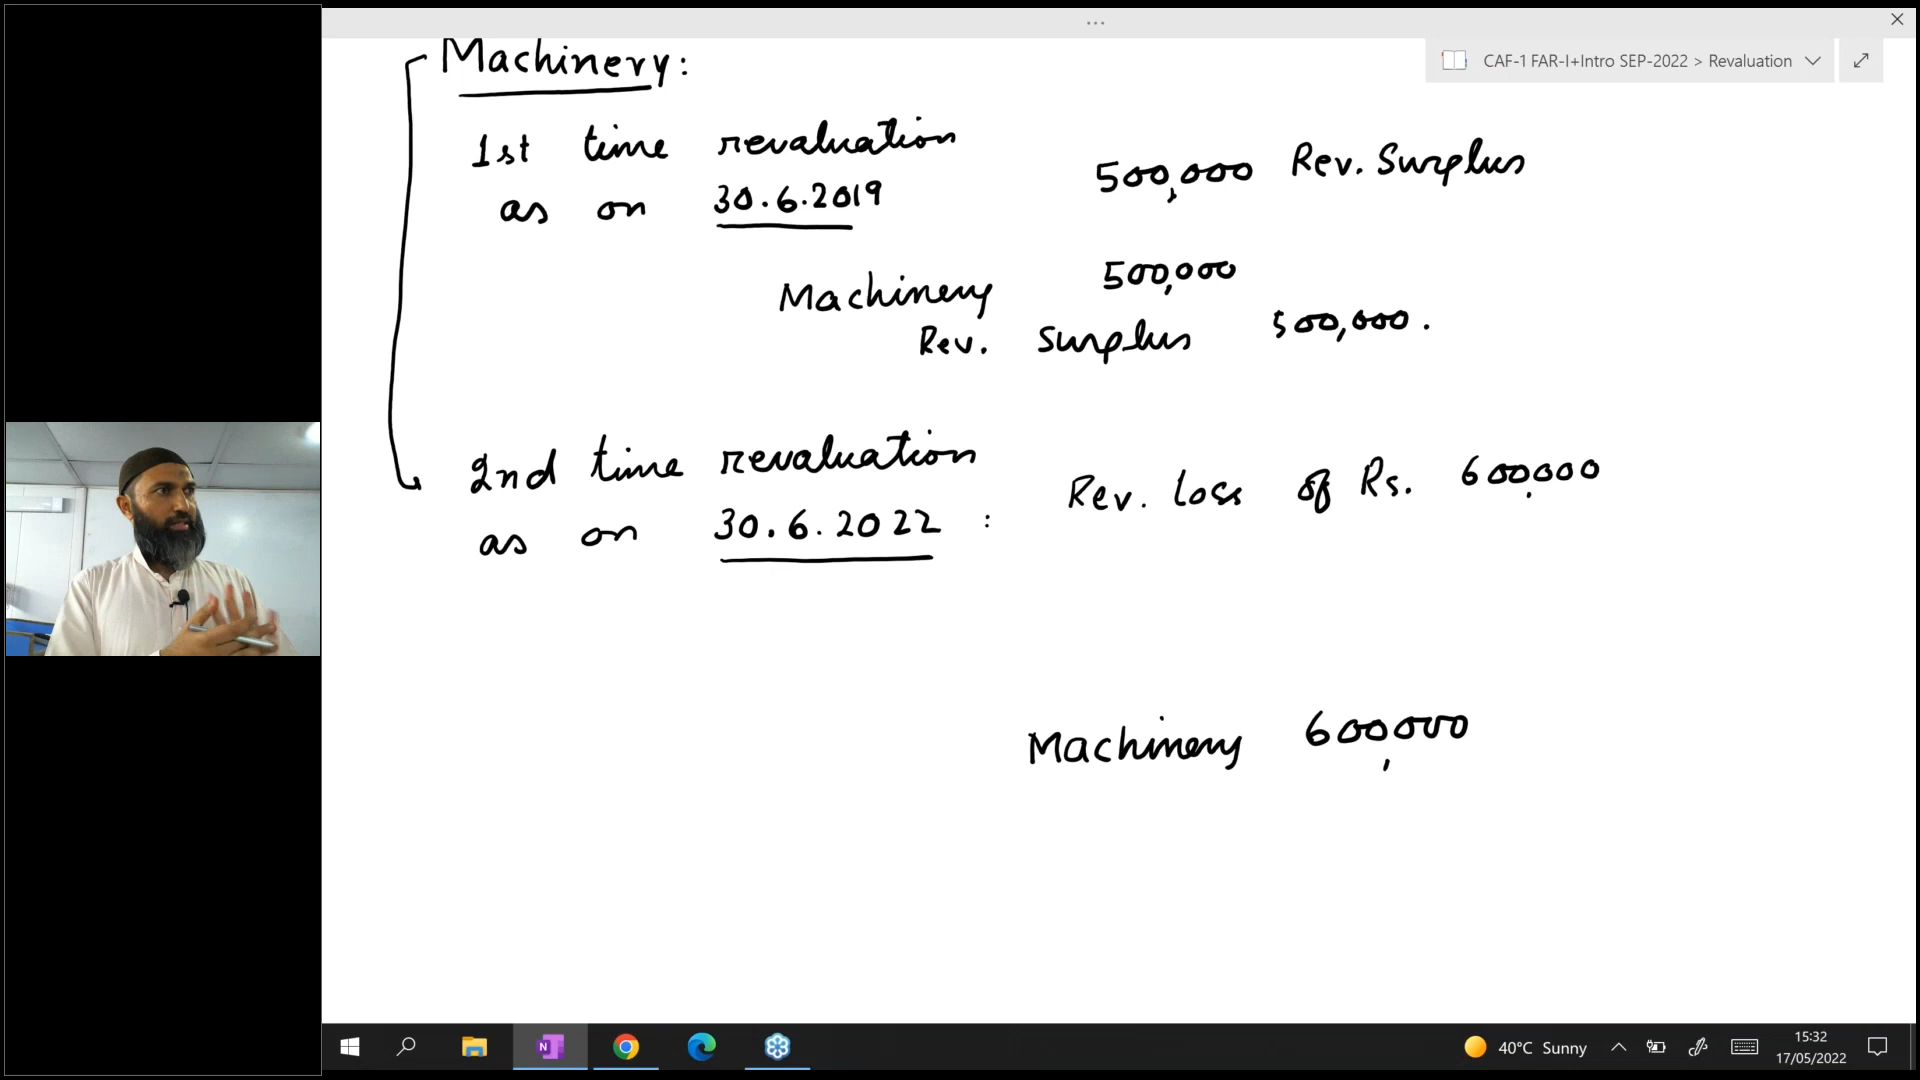 CAF-1 FAR-I+Intro SEP-2022 > Revaluation
Machinery:
1st time revaluation
as on 30.6.2019
500,000 Rev. Surplus
Machinery 500,000
Rev. Surplus 500,000.
2nd time revaluation
as on 30.6.2022 :
Rev. Loss of Rs. 600,000
Machinery 600,000
40°C Sunny
15:32
17/05/2022